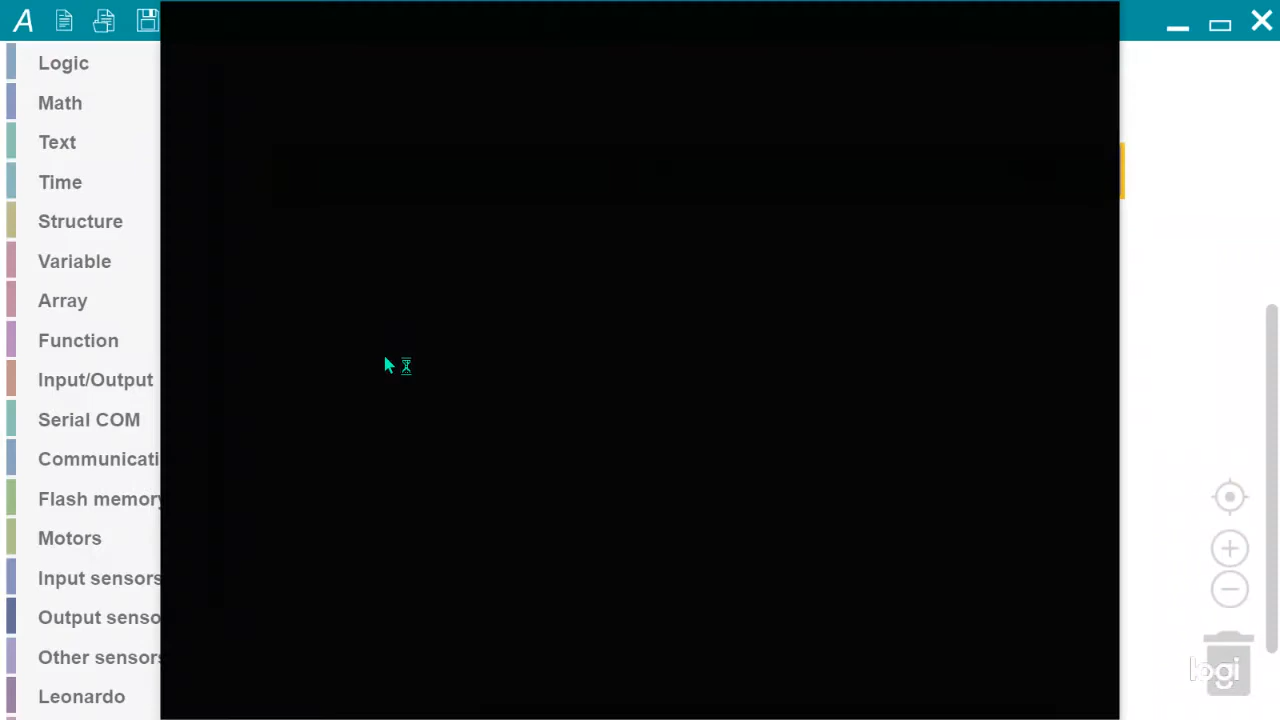 A
Logic
Math
Text
Time
Structure
Variable
Array
Function
Input/Output
Serial COM
Communicati
Flash memory
Motors
Input sensors
Output senso
Other sensors
Leonardo
logi